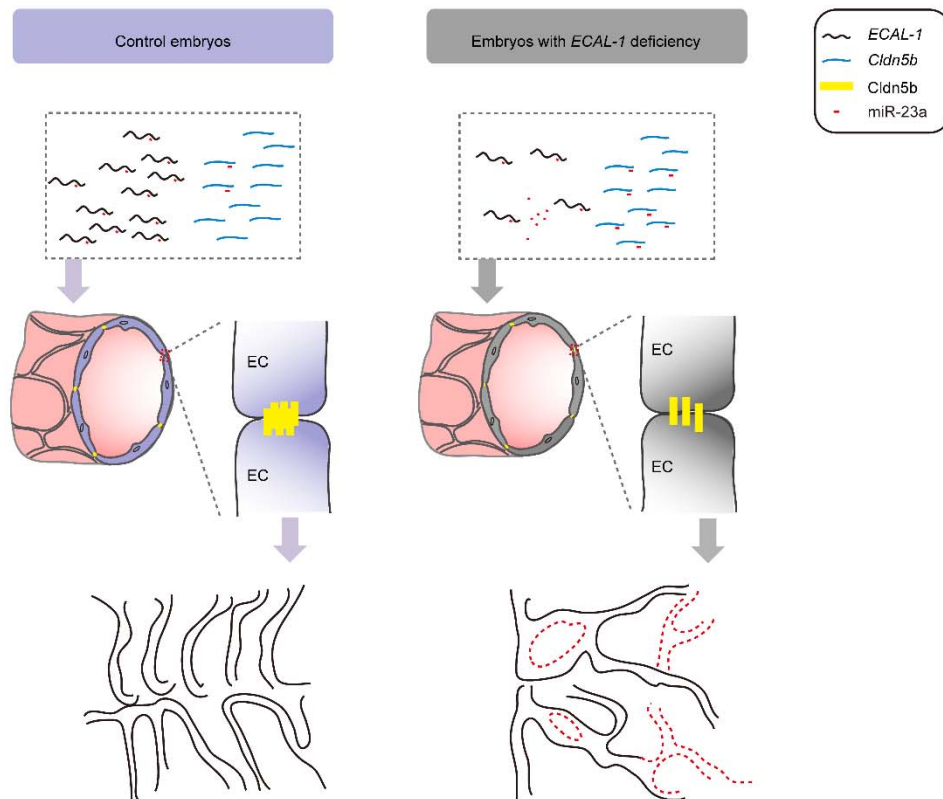 Control embryos
Embryos with ECAL-1 deficiency
ECAL-1
Cldn5b
Cldn5b
miR-23a
EC
EC
EC
EC